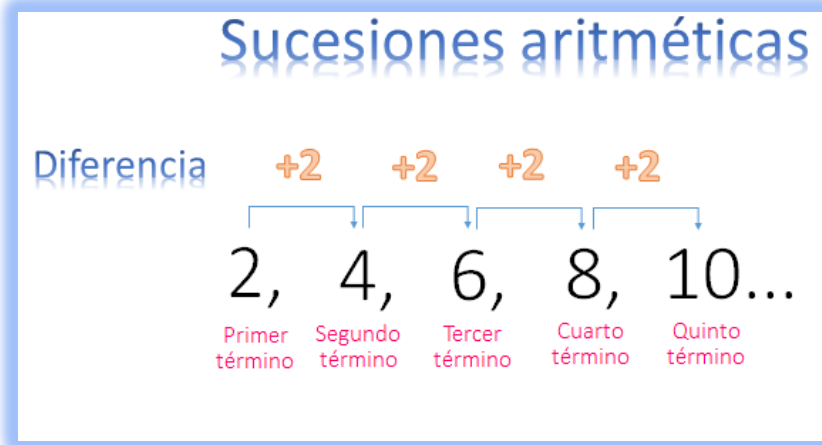 Sucesiones aritméticas
Diferencia +2 +2 +2 +2
2, 4, 6, 8, 10...
Primer término Segundo término Tercer término Cuarto término Quinto término